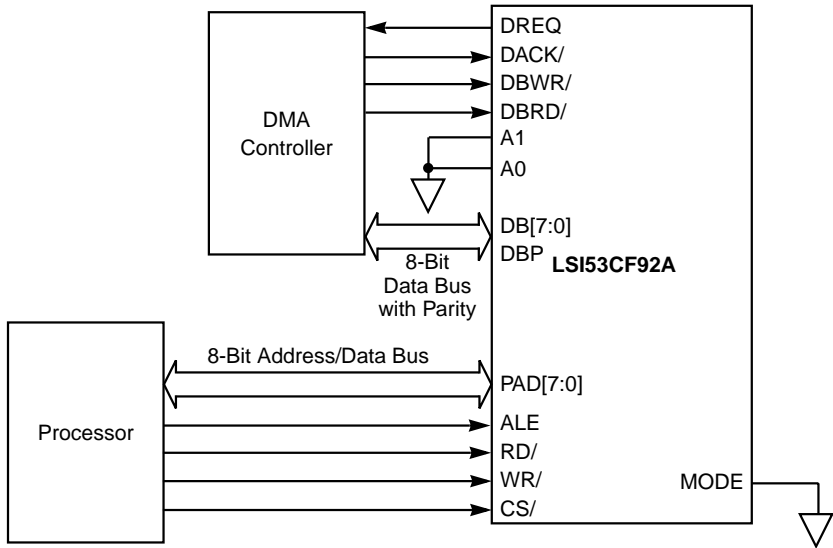 DREQ
DACK/
DBWR/
DBRD/
A1
A0
DMA
Controller
DB[7:0]
DBP
LSI53CF92A
8-Bit
Data Bus
with Parity
8-Bit Address/Data Bus
PAD[7:0]
Processor
ALE
RD/
WR/
CS/
MODE